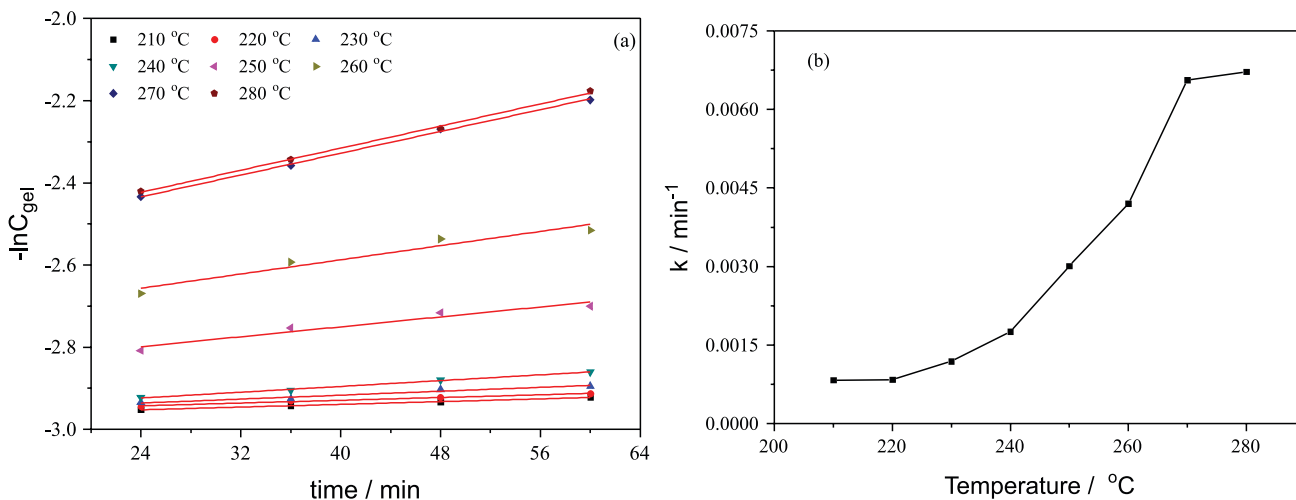 (a)
210 °C 220 °C 230 °C
240 °C 250 °C 260 °C
270 °C 280 °C
-2.0
-2.2
-2.4
-2.6
-2.8
-3.0
-lnC_gel
24 32 40 48 56 64
time / min
(b)
0.0075
0.0060
0.0045
0.0030
0.0015
0.0000
k / min⁻¹
200 220 240 260 280
Temperature / °C